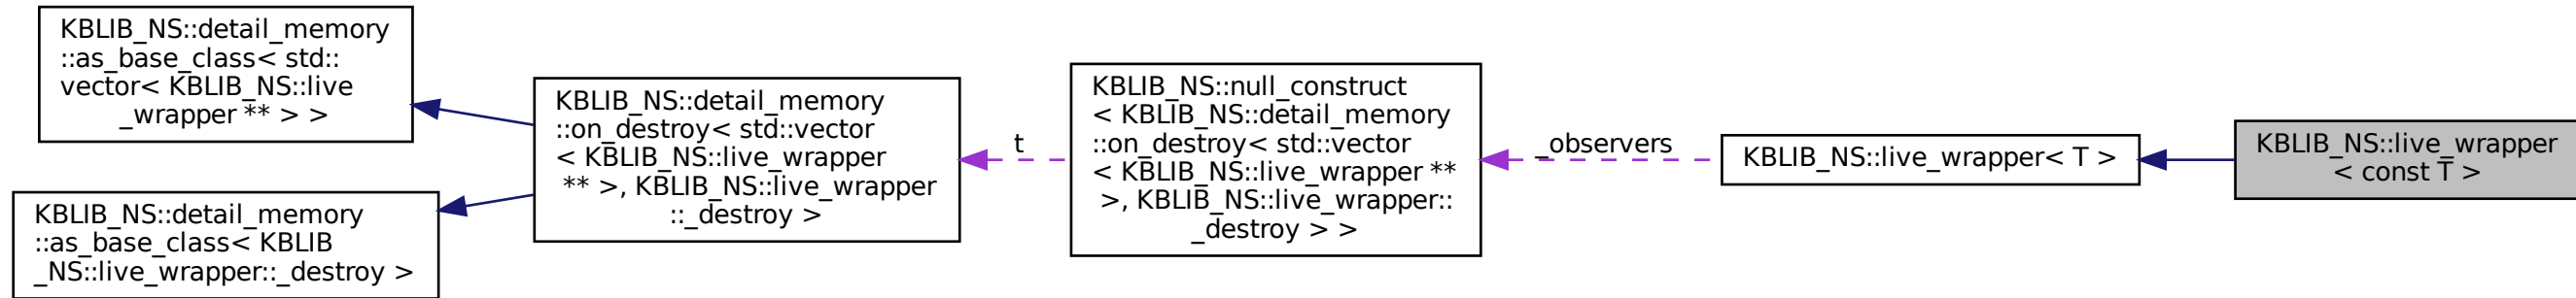 KBLIB_NS::detail_memory
::as_base_class< std::
vector< KBLIB_NS::live
_wrapper ** > >
KBLIB_NS::detail_memory
::as_base_class< KBLIB
_NS::live_wrapper::_destroy >
KBLIB_NS::detail_memory
::on_destroy< std::vector
< KBLIB_NS::live_wrapper
** >, KBLIB_NS::live_wrapper
::_destroy >
t
KBLIB_NS::null_construct
< KBLIB_NS::detail_memory
::on_destroy< std::vector
< KBLIB_NS::live_wrapper **
>, KBLIB_NS::live_wrapper::
_destroy > >
_observers
KBLIB_NS::live_wrapper< T >
KBLIB_NS::live_wrapper
< const T >